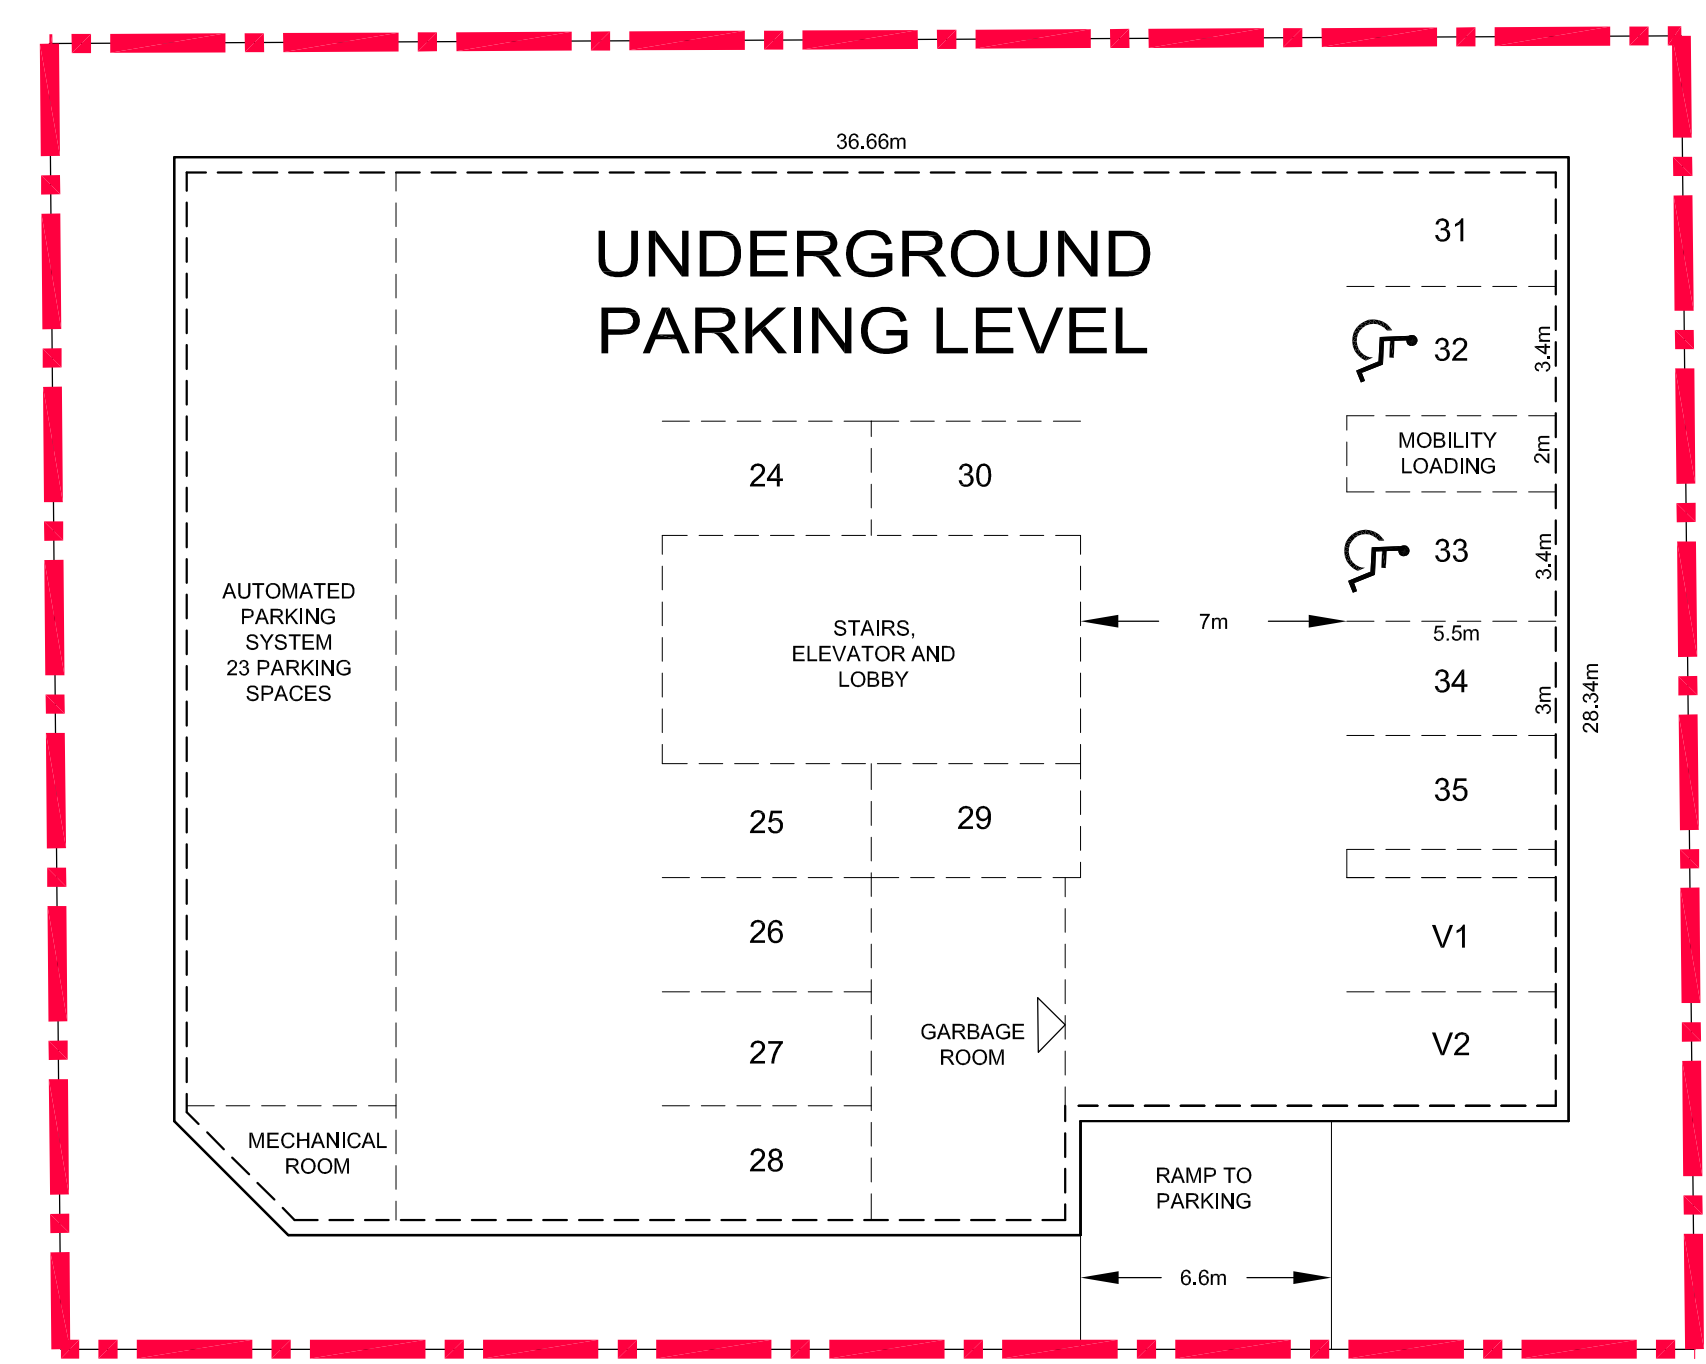 36.66m
UNDERGROUND
PARKING LEVEL
31
32
3.4m
MOBILITY
LOADING
2m
24
30
33
3.4m
AUTOMATED
PARKING
SYSTEM
23 PARKING
SPACES
STAIRS,
ELEVATOR AND
LOBBY
7m
5.5m
34
3m
28.34m
35
25
29
26
V1
27
GARBAGE
ROOM
V2
MECHANICAL
ROOM
28
RAMP TO
PARKING
6.6m